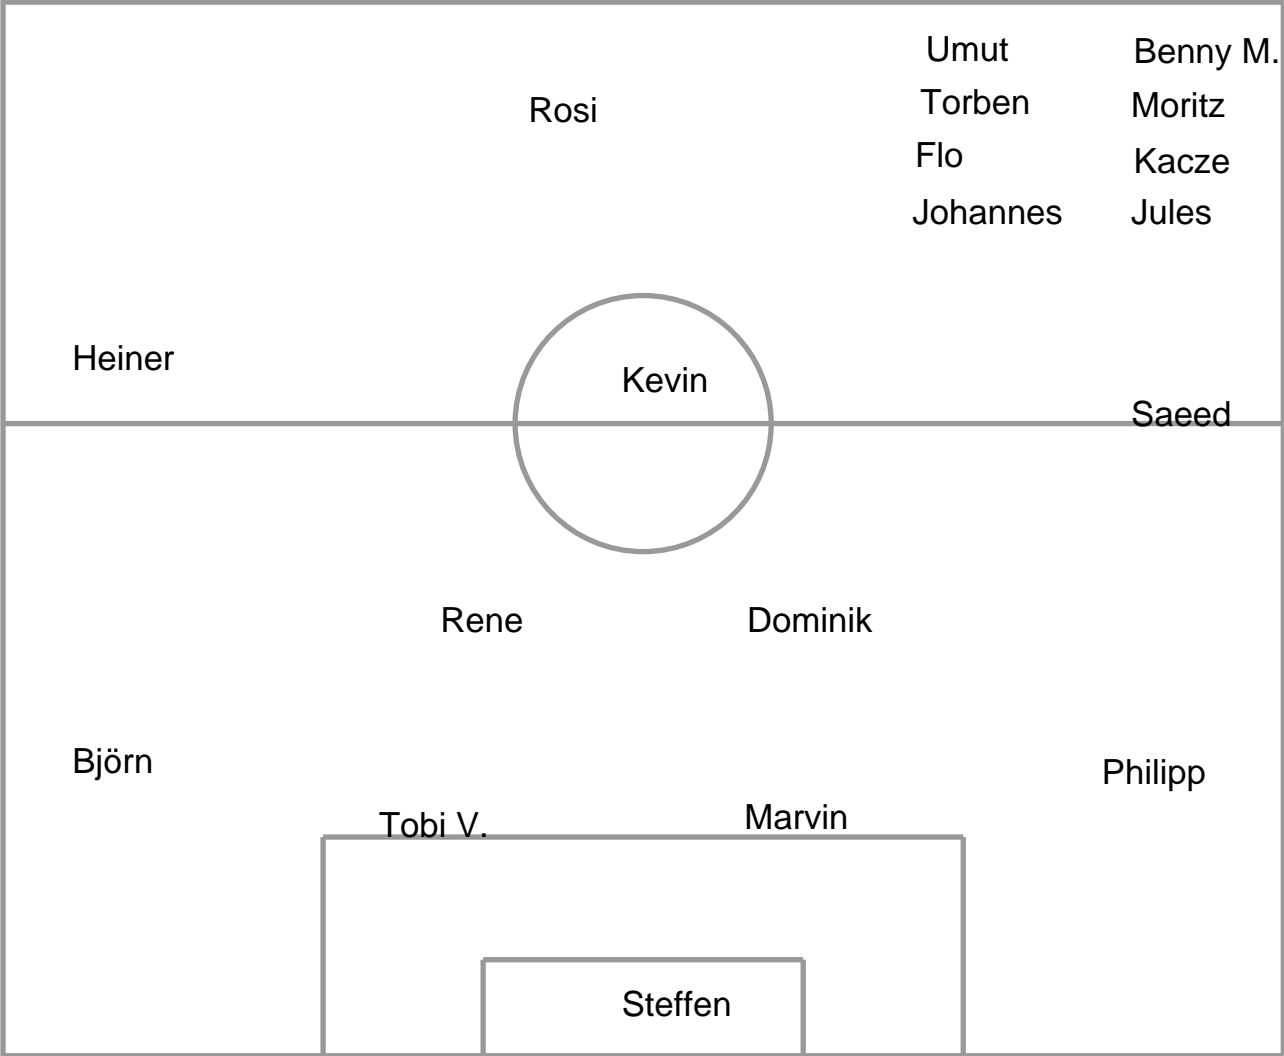 Umut Benny M.
Rosi Torben Moritz
Flo Kacze
Johannes Jules
Heiner Kevin
Saeed
Rene Dominik
Björn Philipp
Tobi V. Marvin
Steffen